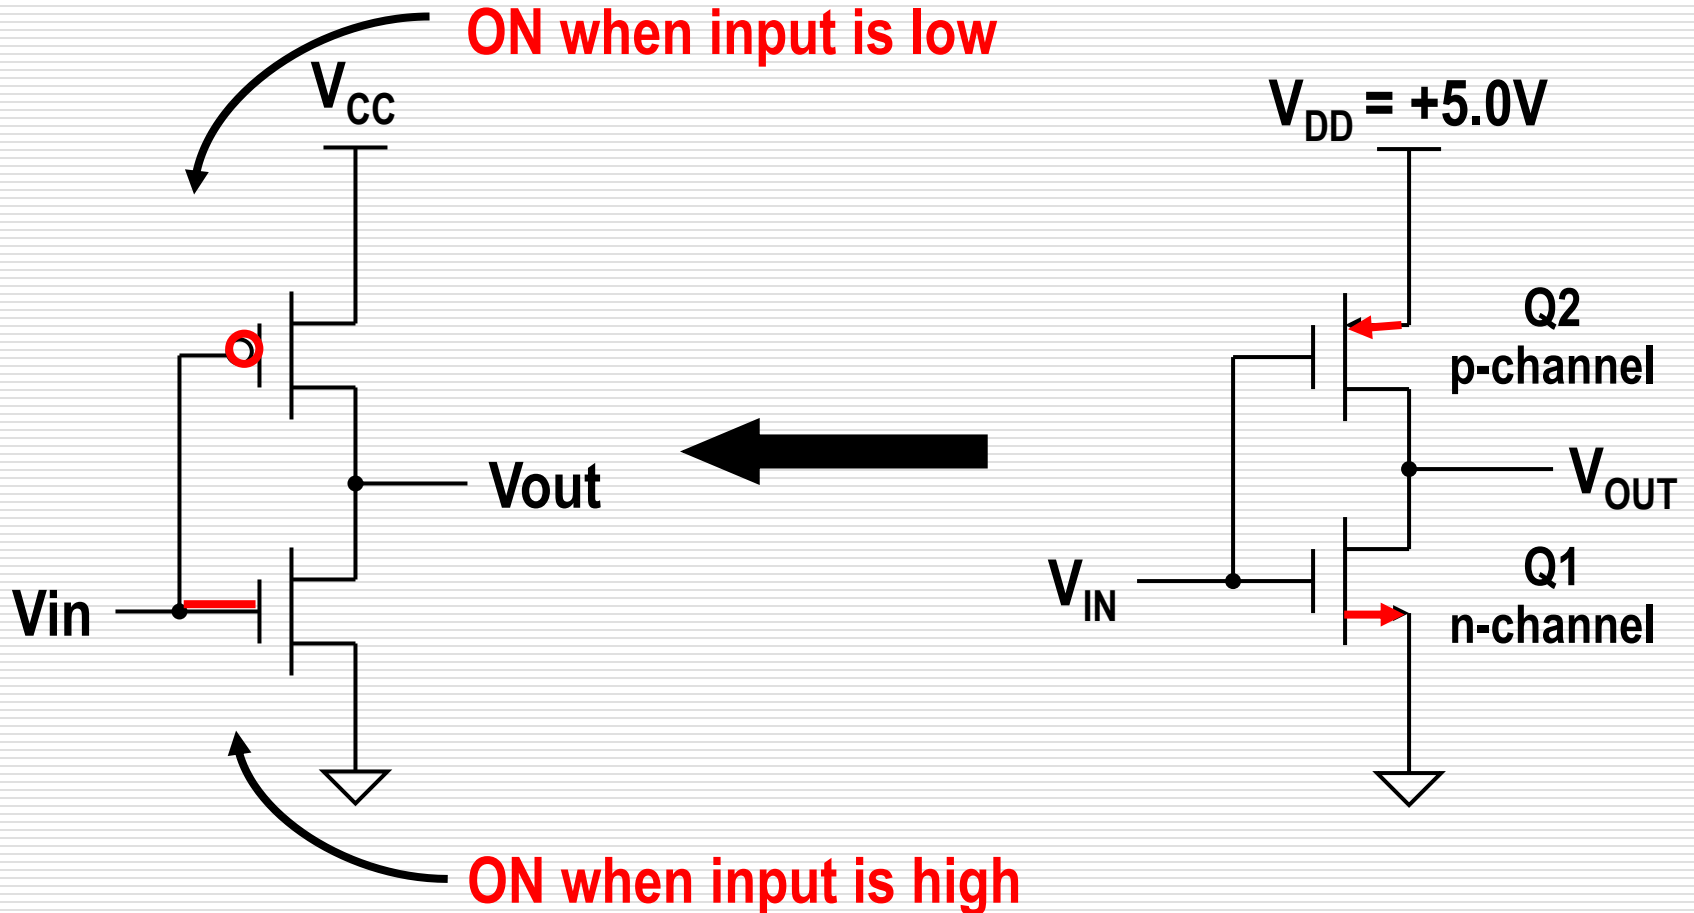 ON when input is low
VCC
VDD = +5.0V
Q2
p-channel
Vout
VOUT
Q1
n-channel
VIN
Vin
ON when input is high